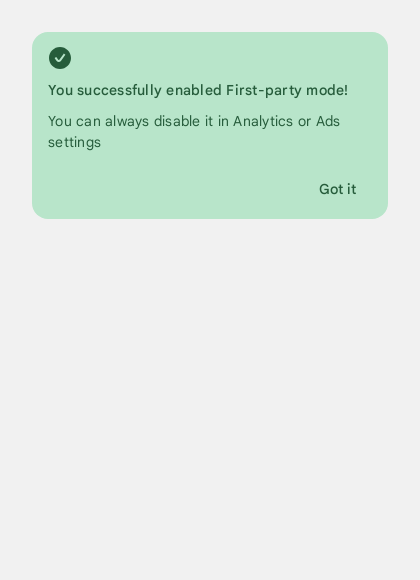 You successfully enabled First-party mode!
You can always disable it in Analytics or Ads
settings
Got it